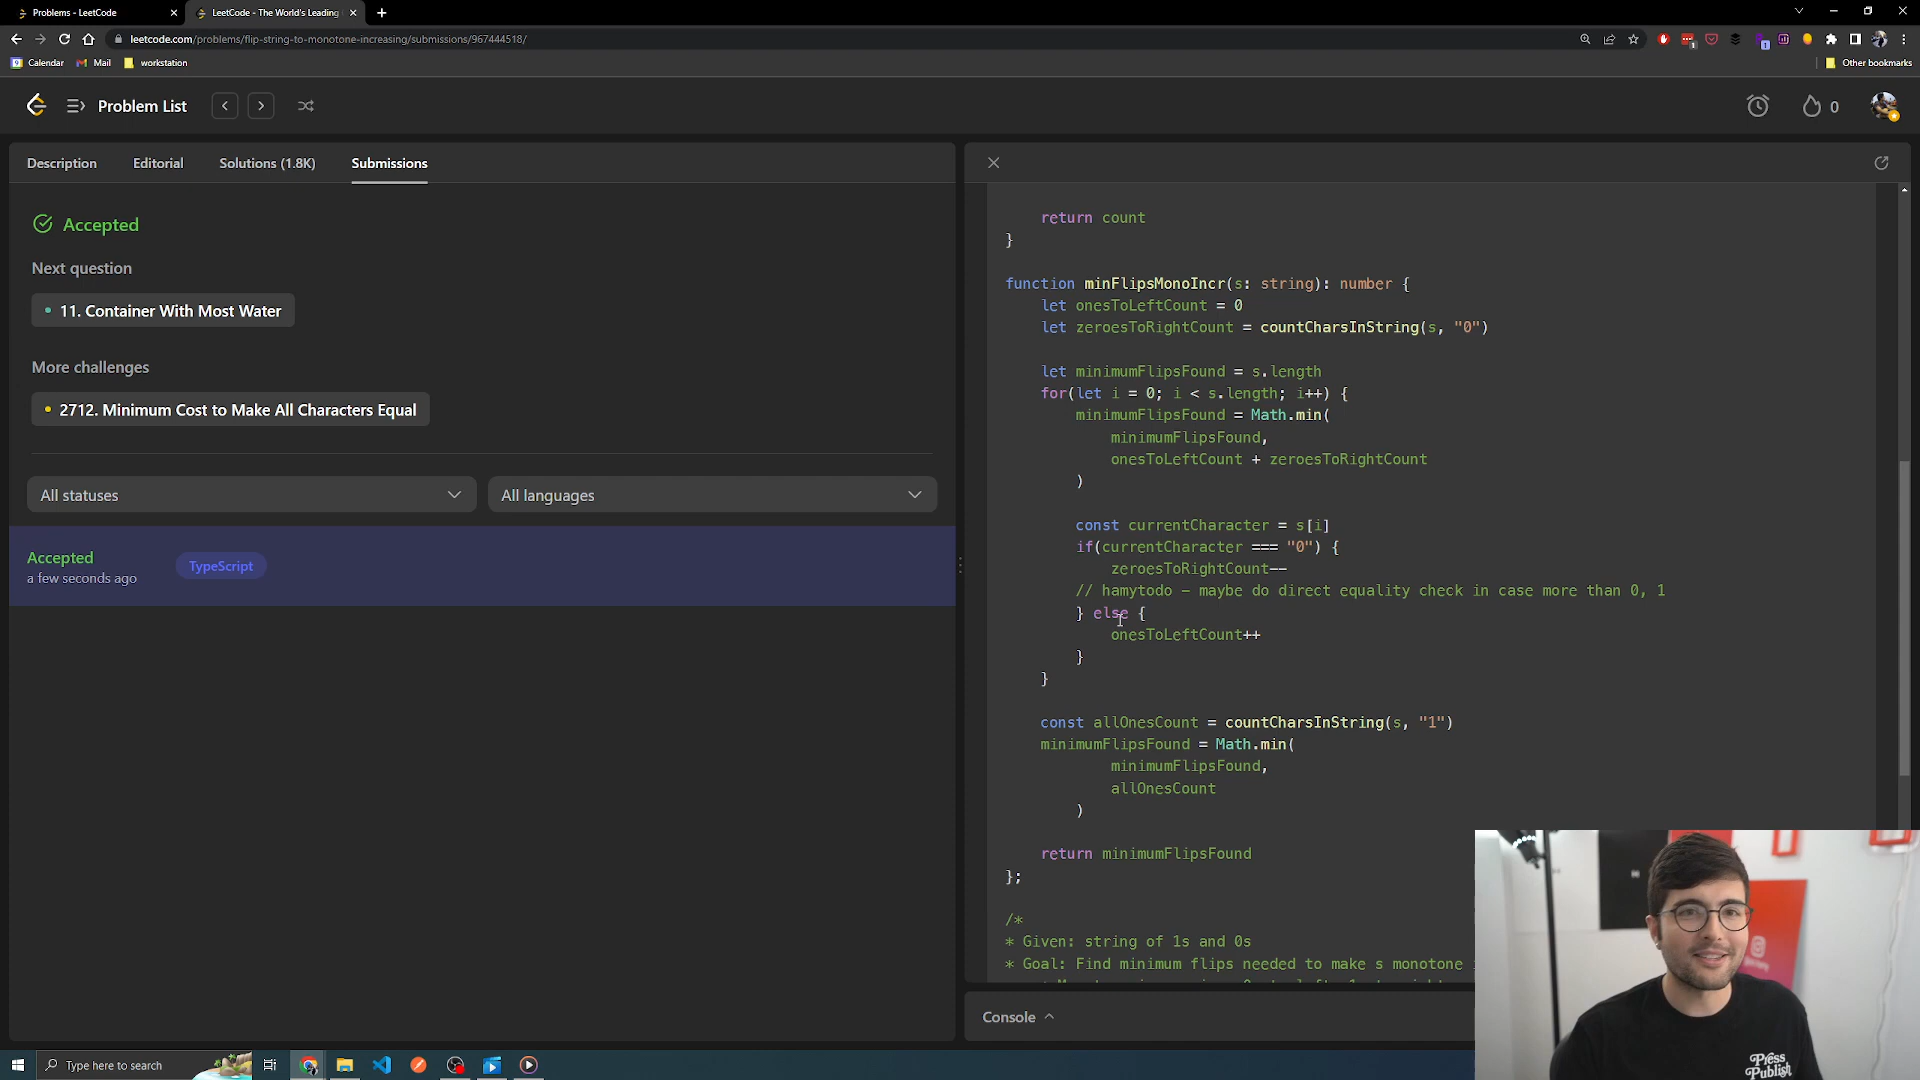 Problems - LeetCode
LeetCode - The World's Leading
leetcode.com/problems/flip-string-to-monotone-increasing/submissions/967444518/
Calendar
Mail
workstation
Other bookmarks
Problem List
0
Description
Editorial
Solutions (1.8K)
Submissions
Accepted
Next question
11. Container With Most Water
More challenges
2712. Minimum Cost to Make All Characters Equal
All statuses
All languages
Accepted
a few seconds ago
TypeScript
return count
}
function minFlipsMonoIncr(s: string): number {
let onesToLeftCount = 0
let zeroesToRightCount = countCharsInString(s, "0")
let minimumFlipsFound = s.length
for(let i = 0; i < s.length; i++) {
minimumFlipsFound = Math.min(
minimumFlipsFound,
onesToLeftCount + zeroesToRightCount
)
const currentCharacter = s[i]
if(currentCharacter === "0") {
zeroesToRightCount--
// hamytodo - maybe do direct equality check in case more than 0, 1
} else {
onesToLeftCount++
}
}
const allOnesCount = countCharsInString(s, "1")
minimumFlipsFound = Math.min(
minimumFlipsFound,
allOnesCount
)
return minimumFlipsFound
};
/*
* Given: string of 1s and 0s
* Goal: Find minimum flips needed to make s monotone
Console
Press
Publish
Type here to search